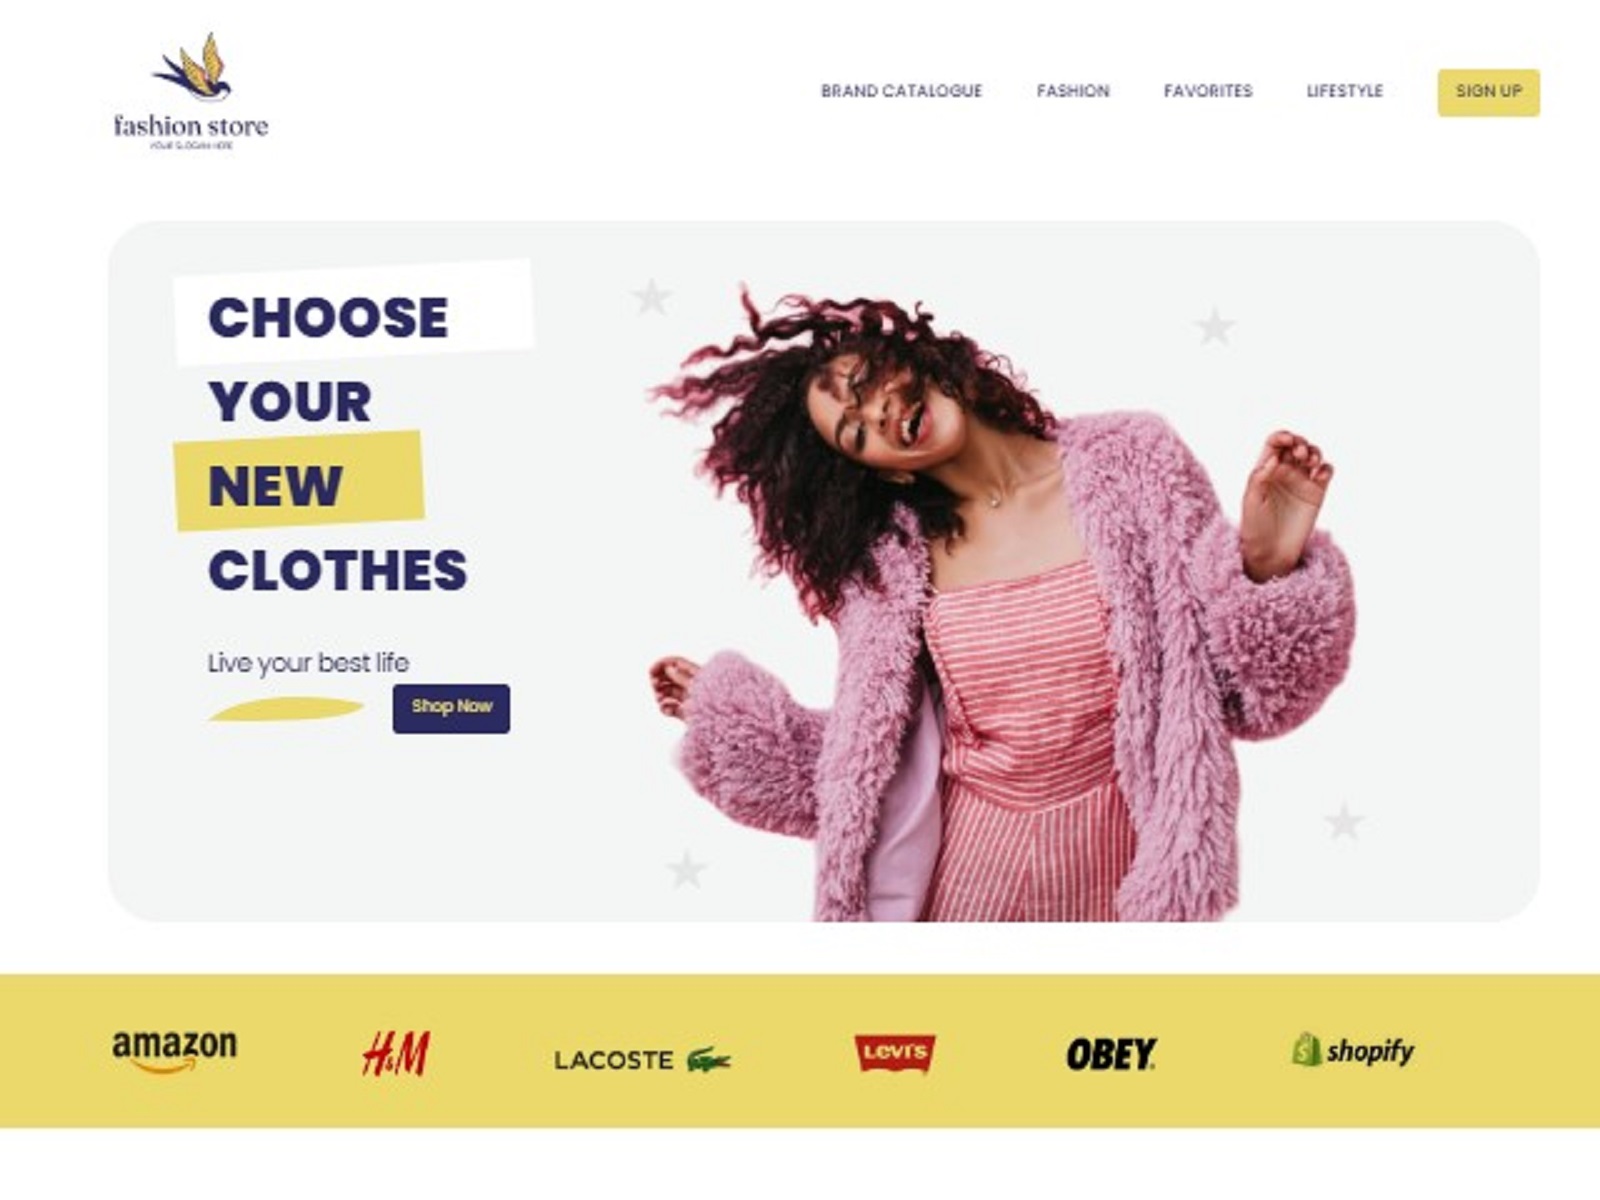 fashion store
YOUR SLOGAN HERE
BRAND CATALOGUE FASHION FAVORITES LIFESTYLE SIGN UP
CHOOSE
YOUR
NEW
CLOTHES
Live your best life
Shop Now
amazon H&M LACOSTE LEVI'S OBEY shopify